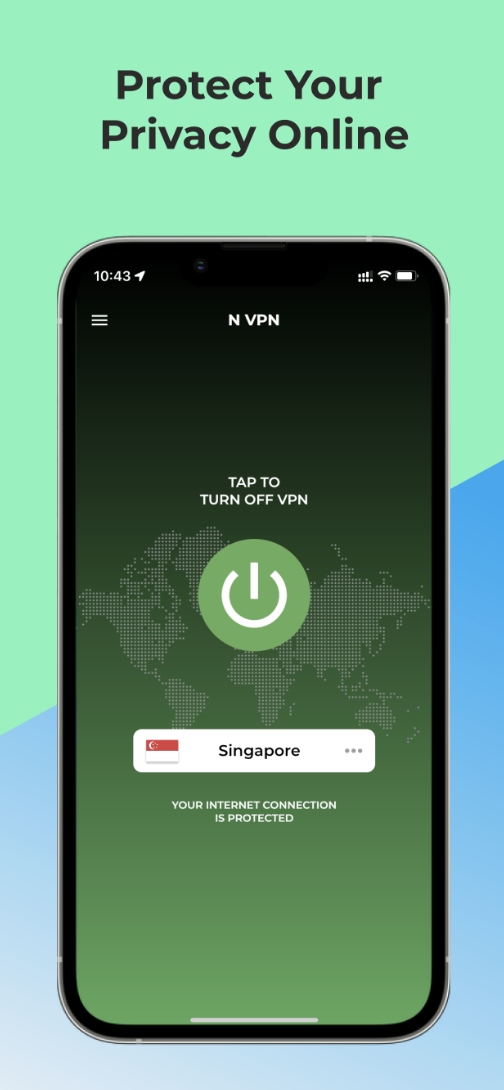 Protect Your
Privacy Online
10:43
N VPN
TAP TO
TURN OFF VPN
Singapore
YOUR INTERNET CONNECTION
IS PROTECTED